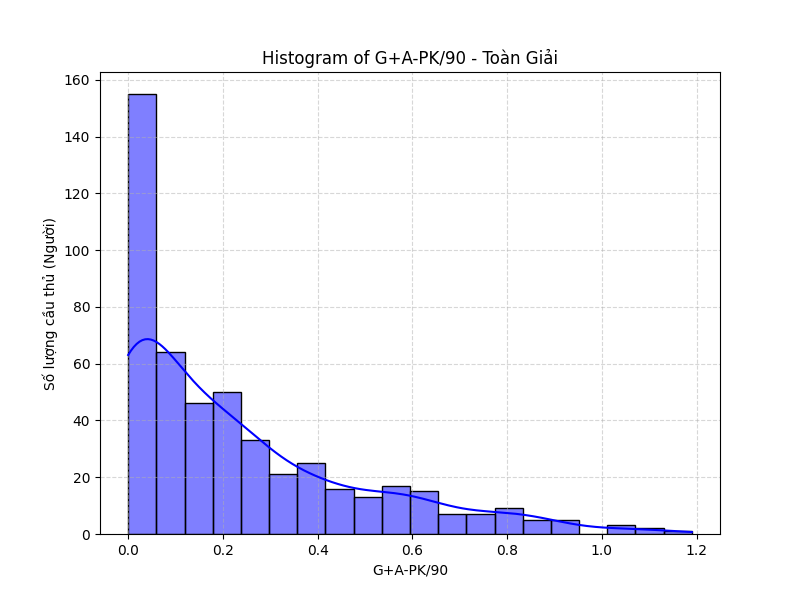 Histogram of G+A-PK/90 - Toàn Giải
160
140
120
100
80
60
40
20
0
Số lượng cầu thủ (Người)
0.0 0.2 0.4 0.6 0.8 1.0 1.2
G+A-PK/90